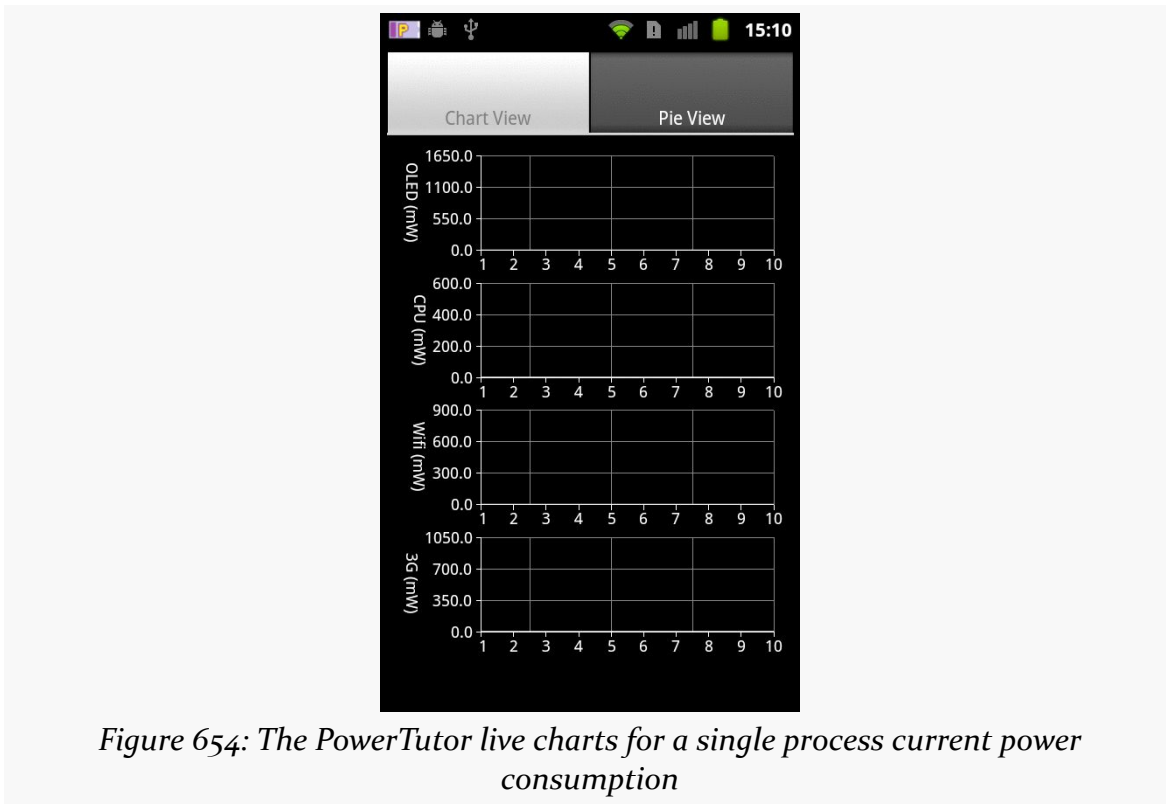 15:10
Chart View
Pie View
OLED (mW)
1650.0
1100.0
550.0
0.0
1 2 3 4 5 6 7 8 9 10
CPU (mW)
600.0
400.0
200.0
0.0
1 2 3 4 5 6 7 8 9 10
Wifi (mW)
900.0
600.0
300.0
0.0
1 2 3 4 5 6 7 8 9 10
3G (mW)
1050.0
700.0
350.0
0.0
1 2 3 4 5 6 7 8 9 10
Figure 654: The PowerTutor live charts for a single process current power
consumption